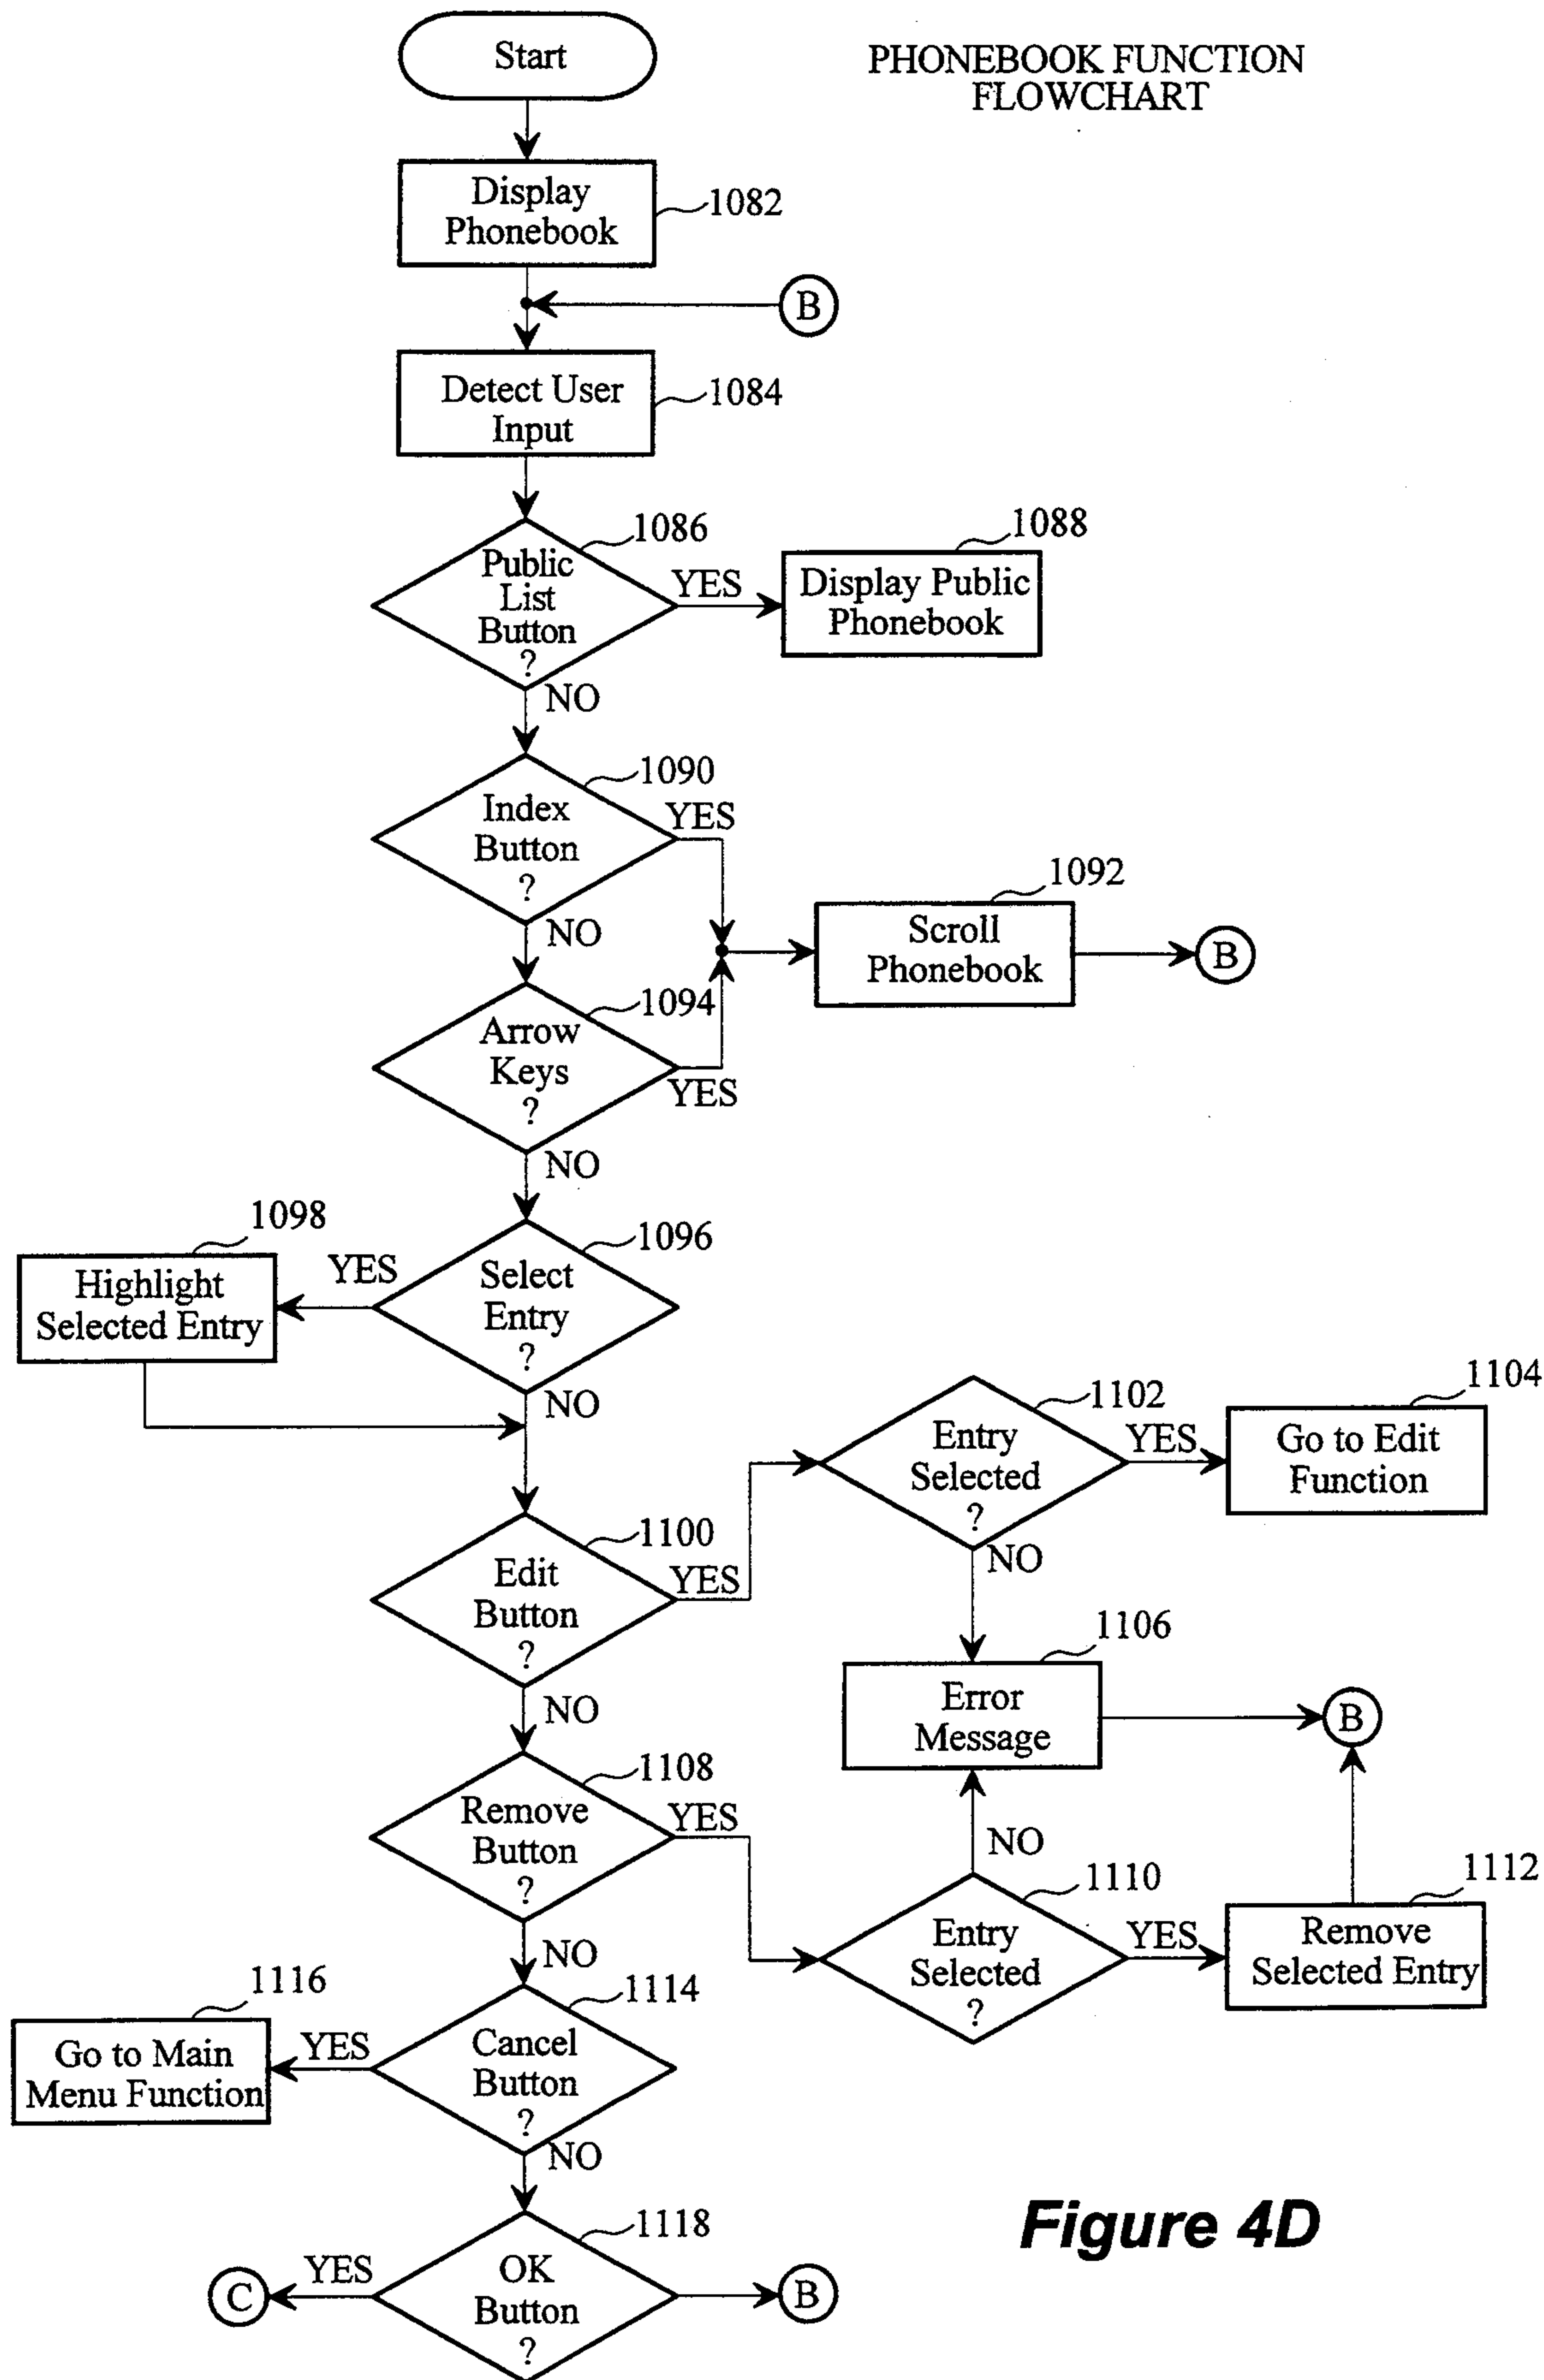 Start
PHONEBOOK FUNCTION
FLOWCHART
Display
Phonebook
1082
B
Detect User
Input
1084
1086
Public
List
Button
?
YES
1088
Display Public
Phonebook
NO
1090
Index
Button
?
YES
NO
1092
Scroll
Phonebook
B
1094
Arrow
Keys
?
YES
NO
1098
Highlight
Selected Entry
YES
1096
Select
Entry
?
NO
1102
Entry
Selected
?
YES
1104
Go to Edit
Function
NO
1100
Edit
Button
?
YES
NO
1106
Error
Message
B
1108
Remove
Button
?
YES
NO
NO
1110
Entry
Selected
?
YES
1112
Remove
Selected Entry
1116
Go to Main
Menu Function
YES
1114
Cancel
Button
?
NO
Figure 4D
1118
OK
Button
?
YES
C
B